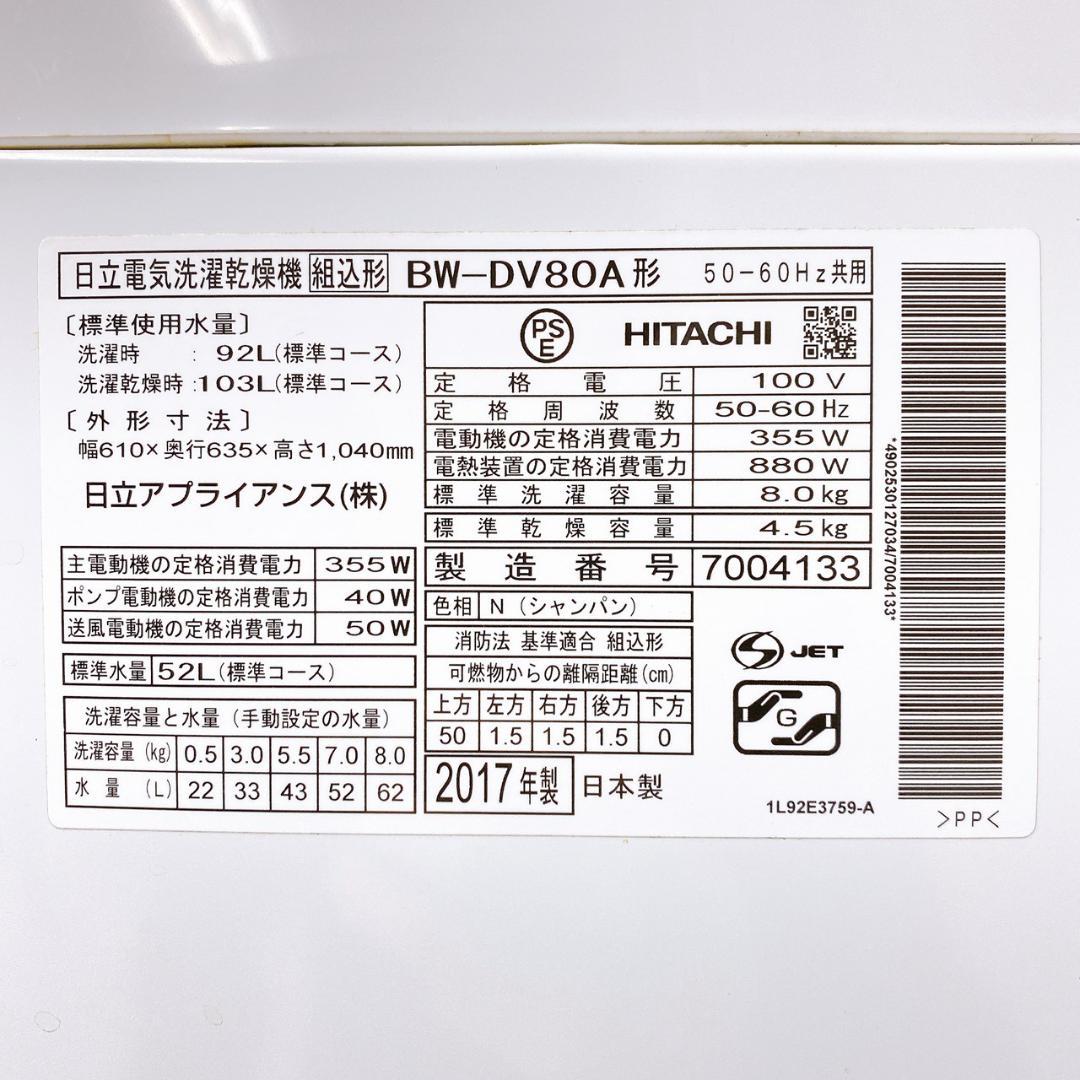 日立電気洗濯乾燥機 組込形 BW-DV80A形 50-60Hz共用
〔標準使用水量〕
洗濯時 : 92L(標準コース)
洗濯乾燥時:103L(標準コース)
〔外形寸法〕
幅610×奥行635×高さ1,040mm
日立アプライアンス(株)
主電動機の定格消費電力 355W
ポンプ電動機の定格消費電力 40W
送風電動機の定格消費電力 50W
標準水量 52L(標準コース)
洗濯容量と水量(手動設定の水量)
洗濯容量(kg) 0.5 3.0 5.5 7.0 8.0
水量(L) 22 33 43 52 62
PS
E
HITACHI
定格電圧 100V
定格周波数 50-60Hz
電動機の定格消費電力 355W
電熱装置の定格消費電力 880W
標準洗濯容量 8.0kg
標準乾燥容量 4.5kg
製造番号 7004133
色相 N(シャンパン)
消防法 基準適合 組込形
可燃物からの離隔距離(cm)
上方 左方 右方 後方 下方
50 1.5 1.5 1.5 0
2017年製 日本製
S JET
G
1L92E3759-A
*4902530127034/7004133*
>PP<